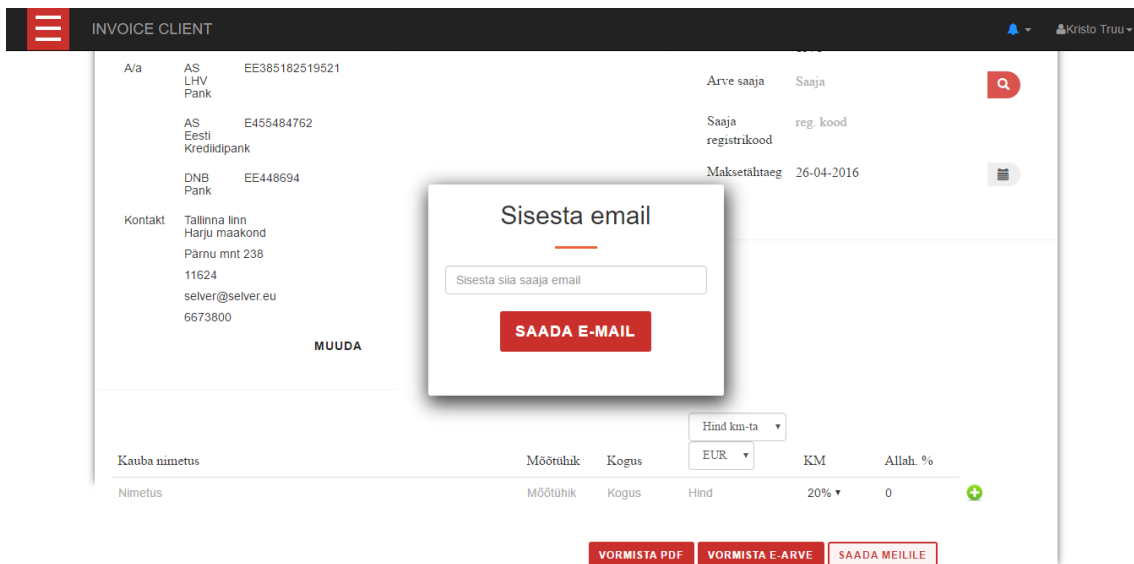 INVOICE CLIENT
Kristo Truu
A/a
AS LHV Pank
EE385182519521
AS Eesti Krediidipank
E455484762
DNB Pank
EE448694
Kontakt
Tallinna linn
Harju maakond
Pärnu mnt 238
11624
selver@selver.eu
6673800
MUUDA
Arve saaja
Saaja
Saaja registrikood
reg. kood
Maksetähtaeg
26-04-2016
Sisesta email
Sisesta siia saaja email
SAADA E-MAIL
Hind km-ta
Kauba nimetus
Mõõtühik
Kogus
EUR
KM
Allah. %
Nimetus
Mõõtühik
Kogus
Hind
20%
0
VORMISTA PDF
VORMISTA E-ARVE
SAADA MEILILE